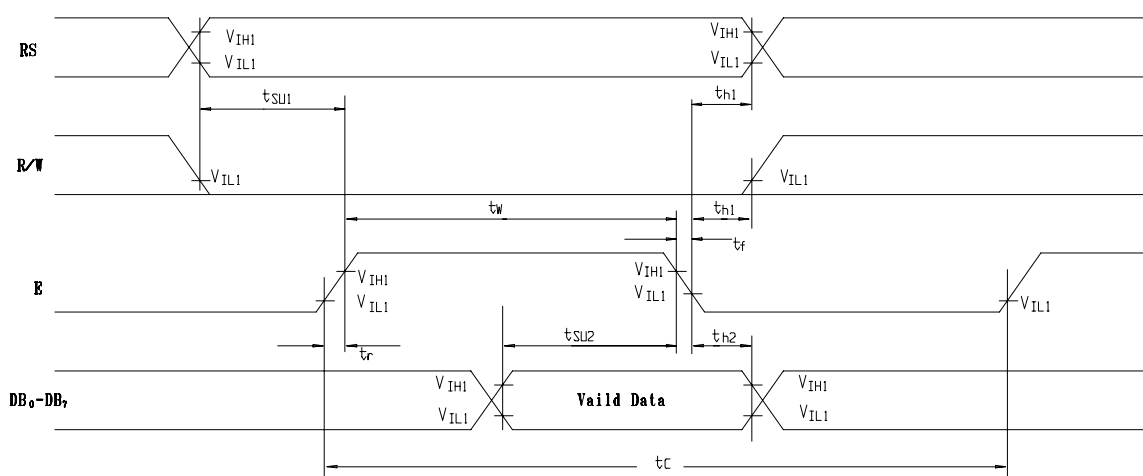 RS
VIH1
VIL1
VIH1
VIL1
tSU1
th1
R/W
VIL1
VIL1
tW
th1
tf
E
VIH1
VIL1
VIH1
VIL1
VIL1
tr
tSU2
th2
DB0-DB7
VIH1
VIL1
Vaild Data
VIH1
VIL1
tC